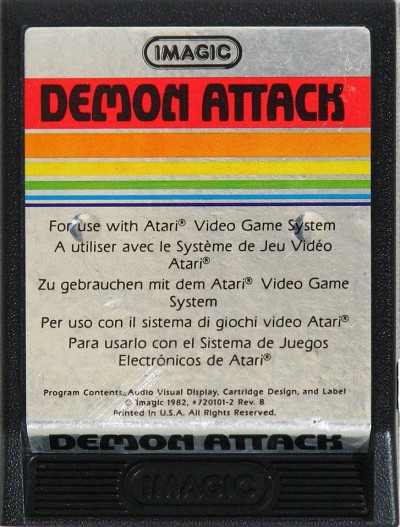 IMAGIC
DEMON ATTACK
For use with Atari® Video Game System
A utiliser avec le Système de Jeu Vidéo
Atari®
Zu gebrauchen mit dem Atari® Video Game
System
Per uso con il sistema di giochi video Atari®
Para usarlo con el Sistema de Juegos
Electrónicos de Atari®
Program Contents, Audio Visual Display, Cartridge Design, and Label
© Imagic 1982, #720101-2 Rev. B
Printed in U.S.A. All Rights Reserved.
DEMON ATTACK
IMAGIC